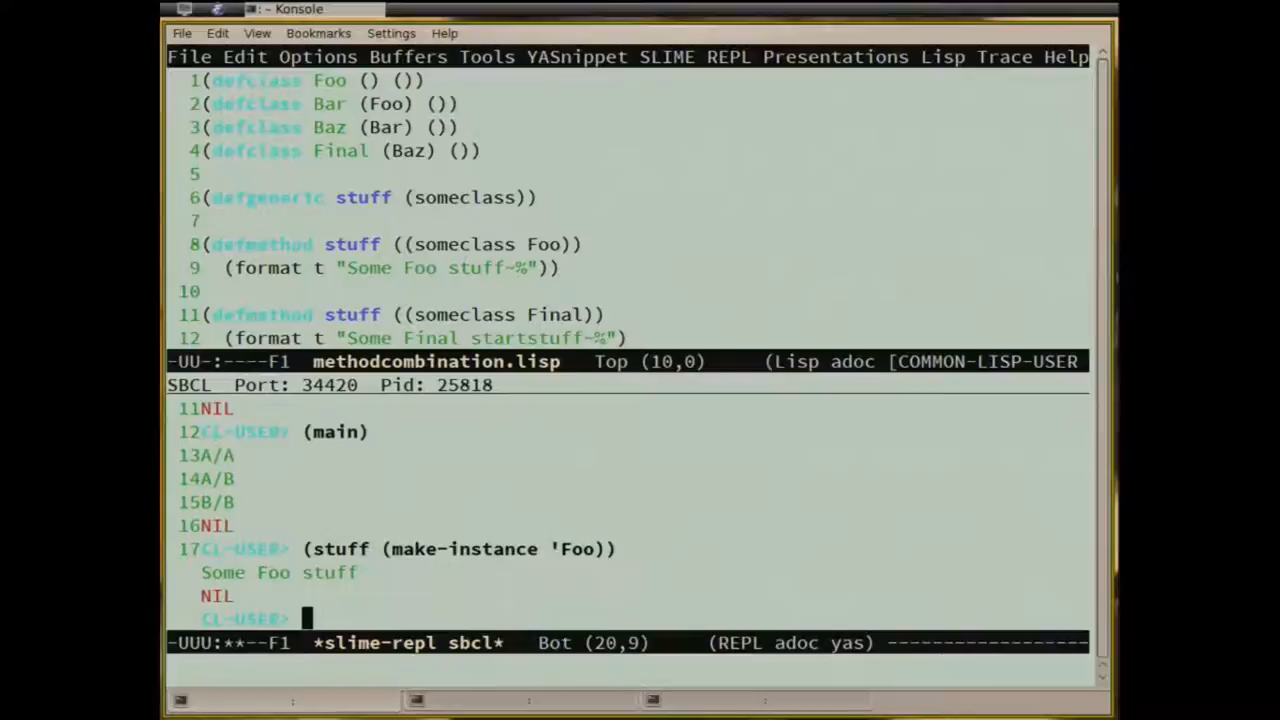 : ~ Konsole
File Edit View Bookmarks Settings Help
File Edit Options Buffers Tools YASnippet SLIME REPL Presentations Lisp Trace Help
1(defclass Foo () ())
2(defclass Bar (Foo) ())
3(defclass Baz (Bar) ())
4(defclass Final (Baz) ())
5
6(defgeneric stuff (someclass))
7
8(defmethod stuff ((someclass Foo))
9  (format t "Some Foo stuff~%"))
10
11(defmethod stuff ((someclass Final))
12  (format t "Some Final startstuff~%")
-UU-:----F1  methodcombination.lisp   Top (10,0)     (Lisp adoc [COMMON-LISP-USER
SBCL  Port: 34420  Pid: 25818
11NIL
12CL-USER> (main)
13A/A
14A/B
15B/B
16NIL
17CL-USER> (stuff (make-instance 'Foo))
Some Foo stuff
NIL
CL-USER>
-UUU:**--F1  *slime-repl sbcl*   Bot (20,9)     (REPL adoc yas) ------------------
: : :